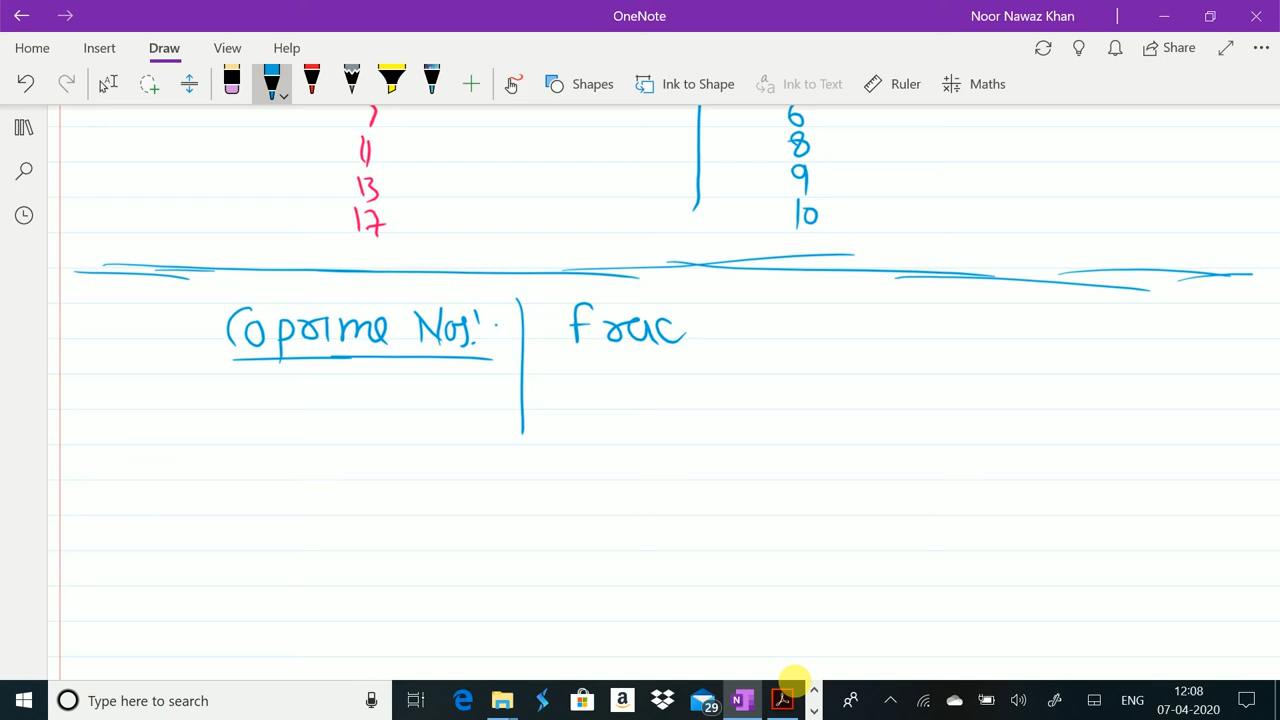 OneNote
Noor Nawaz Khan
Home Insert Draw View Help
Share
Shapes
Ink to Shape
Ink to Text
Ruler
Maths
7
11
13
17
6
8
9
10
Coprime Nos:
frac
Type here to search
29
ENG
12:08
07-04-2020